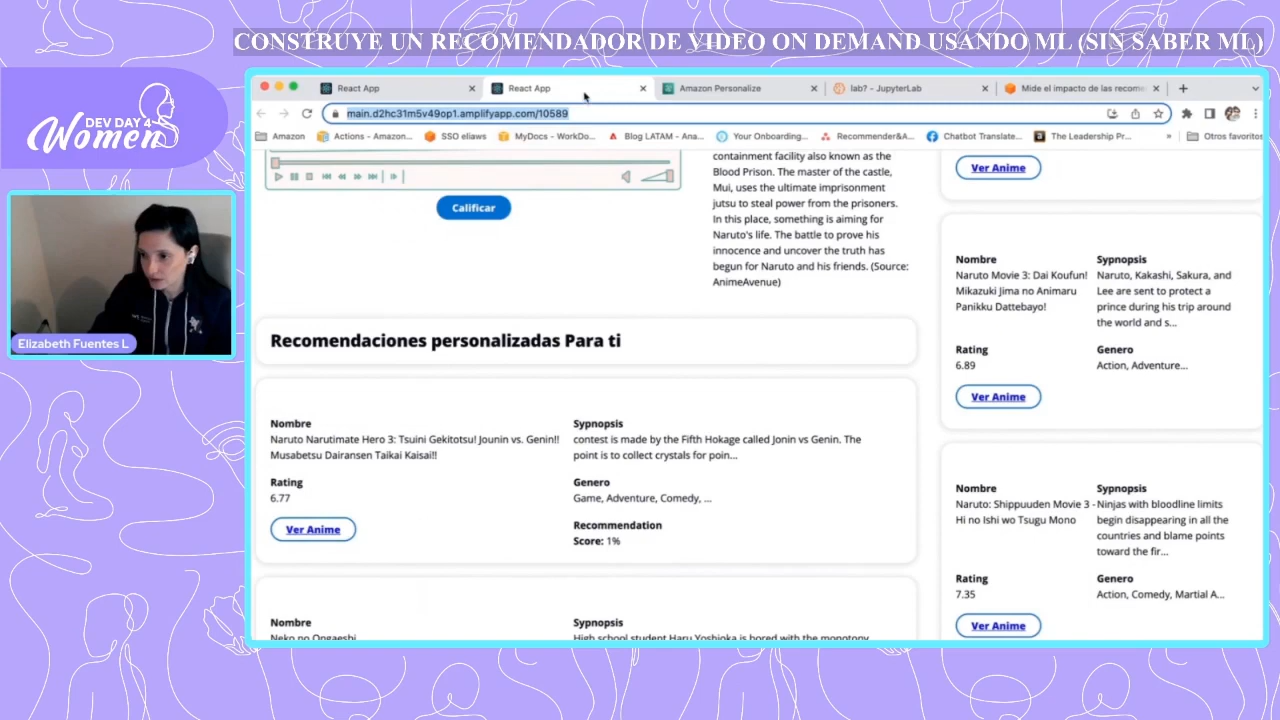 CONSTRUYE UN RECOMENDADOR DE VIDEO ON DEMAND USANDO ML (SIN SABER ML)
DEV DAY 4
Women
Elizabeth Fuentes L
React App
React App
Amazon Personalize
lab? - JupyterLab
Mide el impacto de las recome
main.d2hc31m5v49op1.amplifyapp.com/10589
Amazon
Actions - Amazon...
SSO eliaws
MyDocs - WorkDo...
Blog LATAM - Ana...
Your Onboarding...
Recommender&A...
Chatbot Translate...
The Leadership Pr...
»
Otros favoritos
containment facility also known as the
Blood Prison. The master of the castle,
Mui, uses the ultimate imprisonment
jutsu to steal power from the prisoners.
In this place, something is aiming for
Naruto's life. The battle to prove his
innocence and uncover the truth has
begun for Naruto and his friends. (Source:
AnimeAvenue)
Calificar
Recomendaciones personalizadas Para ti
Nombre
Naruto Narutimate Hero 3: Tsuini Gekitotsu! Jounin vs. Genin!!
Musabetsu Dairansen Taikai Kaisai!!
Sypnopsis
contest is made by the Fifth Hokage called Jonin vs Genin. The
point is to collect crystals for poin...
Rating
6.77
Genero
Game, Adventure, Comedy, ...
Ver Anime
Recommendation
Score: 1%
Nombre
Neko no Ongaeshi
Sypnopsis
High school student Haru Yoshioka is bored with the monotony
Ver Anime
Nombre
Naruto Movie 3: Dai Koufun!
Mikazuki Jima no Animaru
Panikku Dattebayo!
Sypnopsis
Naruto, Kakashi, Sakura, and
Lee are sent to protect a
prince during his trip around
the world and s...
Rating
6.89
Genero
Action, Adventure...
Ver Anime
Nombre
Naruto: Shippuuden Movie 3 -
Hi no Ishi wo Tsugu Mono
Sypnopsis
Ninjas with bloodline limits
begin disappearing in all the
countries and blame points
toward the fir...
Rating
7.35
Genero
Action, Comedy, Martial A...
Ver Anime